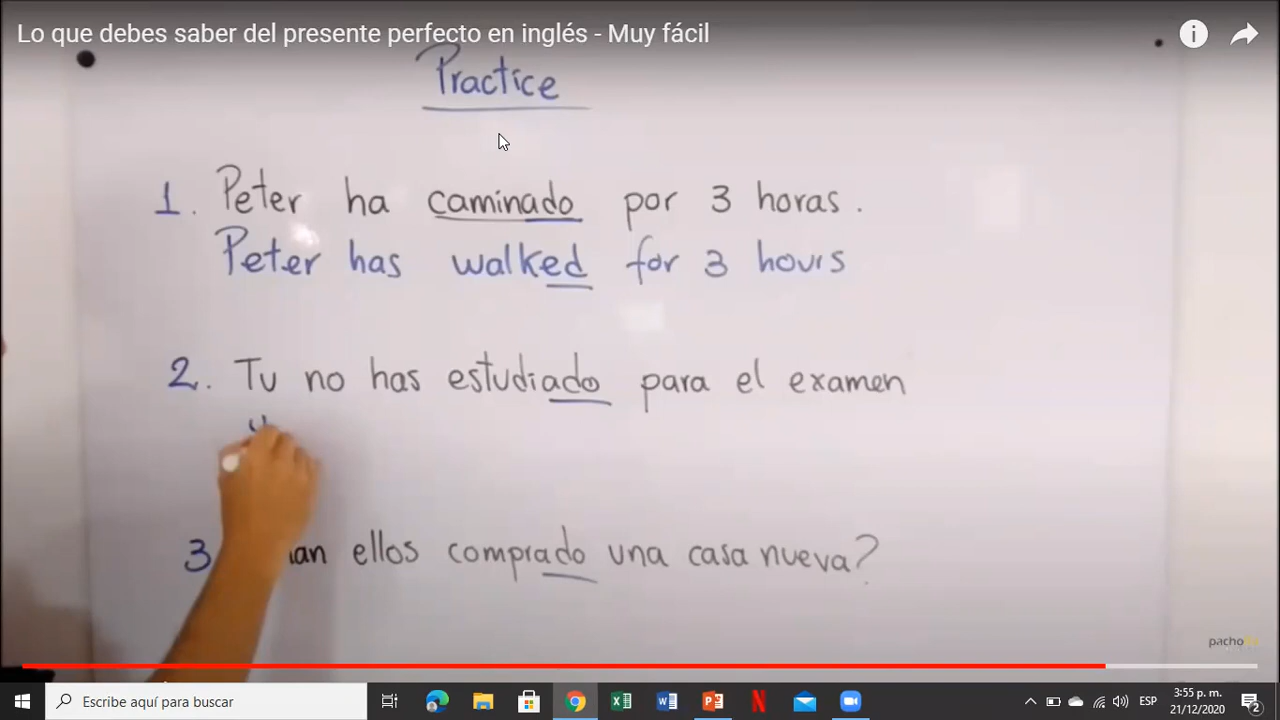 Lo que debes saber del presente perfecto en inglés - Muy fácil
Practice
1. Peter ha caminado por 3 horas.
Peter has walked for 3 hours
2. Tu no has estudiado para el examen
3 ellos comprado una casa nueva?
pacho
Escribe aquí para buscar
ESP
3:55 p. m.
21/12/2020
2